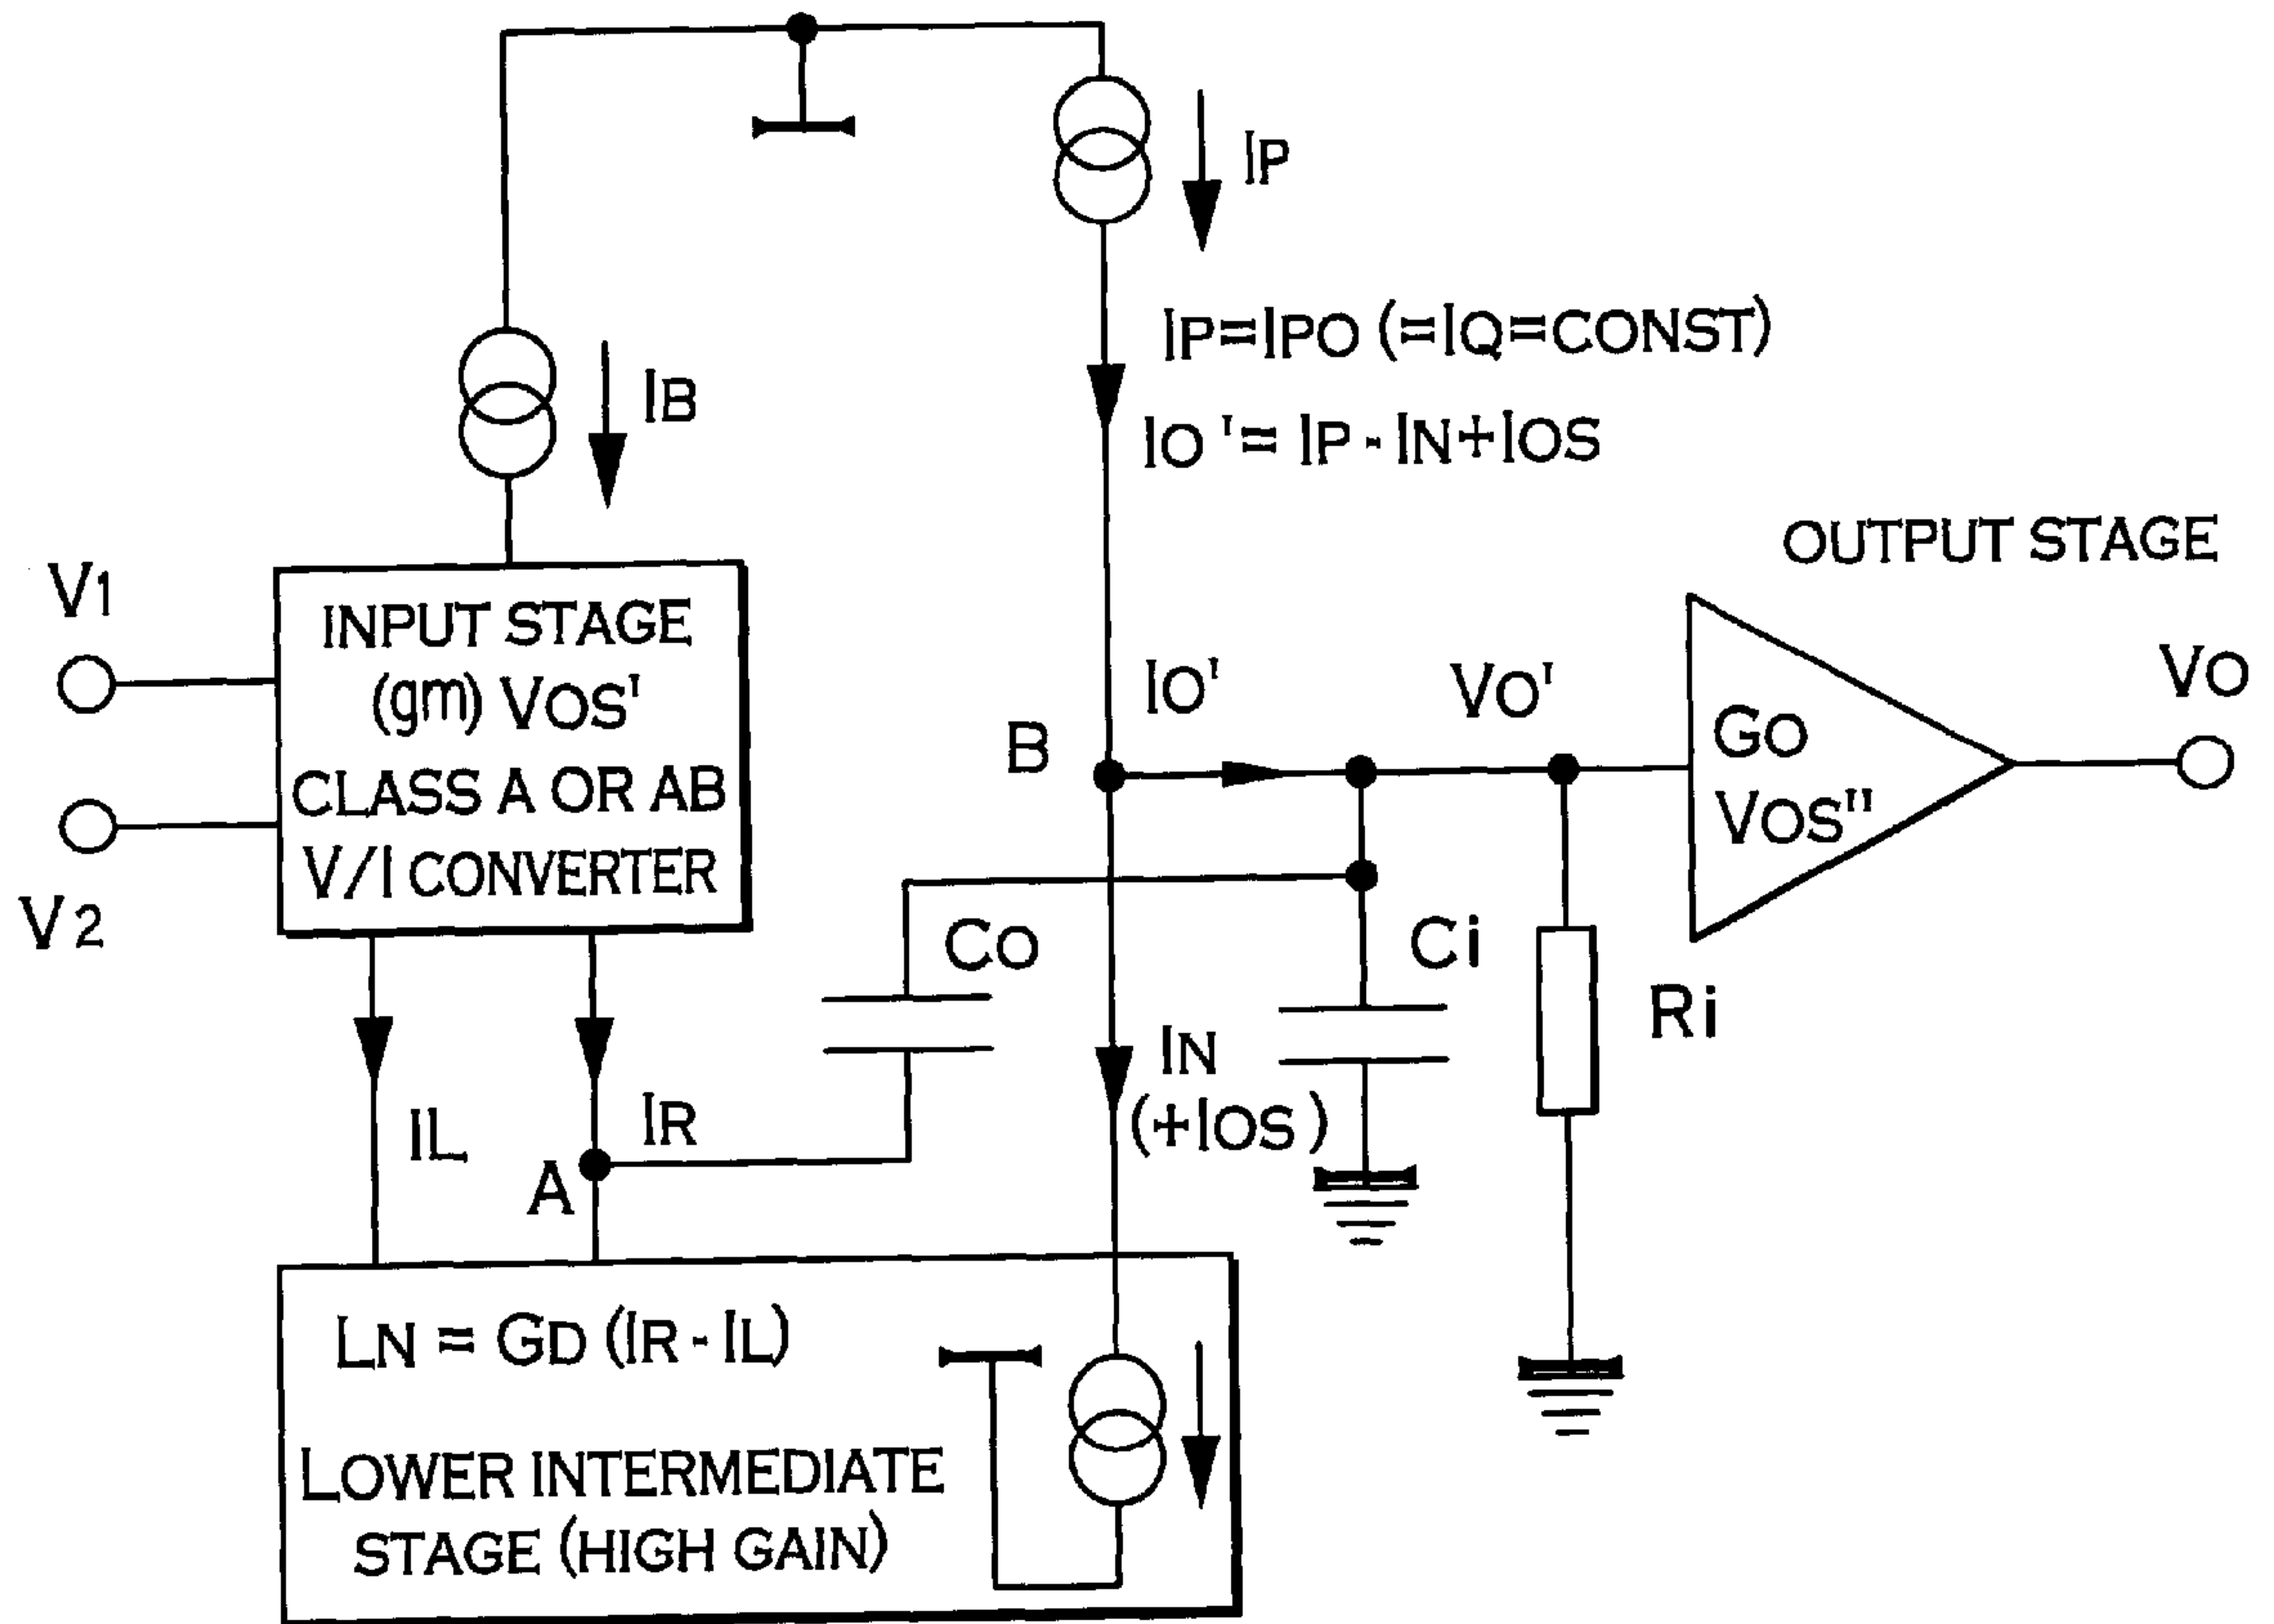 IP
IB
IP=IPO (=IQ=CONST)
IO'= IP - IN+IOS
OUTPUT STAGE
V1
V2
INPUT STAGE
(gm) VOS'
CLASS A OR AB
V/I CONVERTER
B
IO'
VO'
GO
VOS"
VO
CO
Ci
Ri
IN
(+IOS)
IL
IR
A
LN = GD (IR - IL)
LOWER INTERMEDIATE
STAGE (HIGH GAIN)